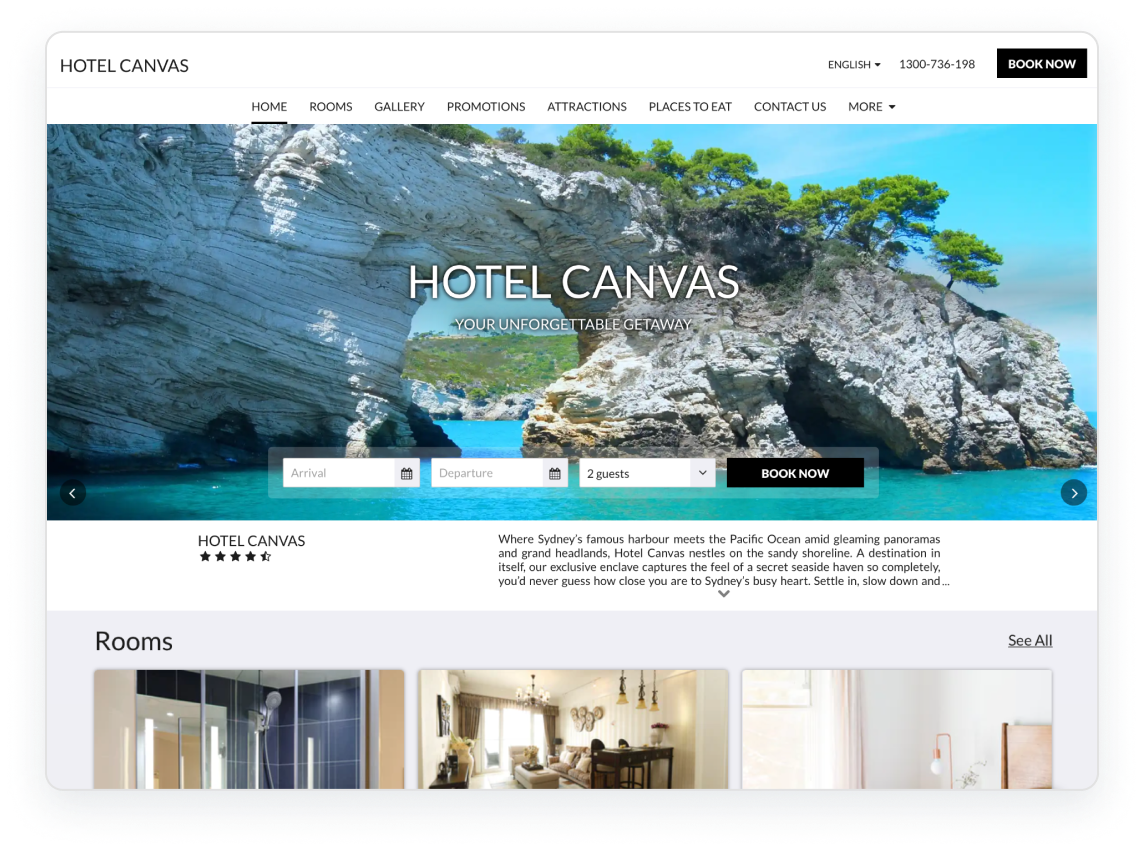 HOTEL CANVAS
ENGLISH
1300-736-198
BOOK NOW
HOME
ROOMS
GALLERY
PROMOTIONS
ATTRACTIONS
PLACES TO EAT
CONTACT US
MORE
HOTEL CANVAS
YOUR UNFORGETTABLE GETAWAY
Arrival
Departure
2 guests
BOOK NOW
HOTEL CANVAS
Where Sydney's famous harbour meets the Pacific Ocean amid gleaming panoramas
and grand headlands, Hotel Canvas nestles on the sandy shoreline. A destination in
itself, our exclusive enclave captures the feel of a secret seaside haven so completely,
you'd never guess how close you are to Sydney's busy heart. Settle in, slow down and...
Rooms
See All